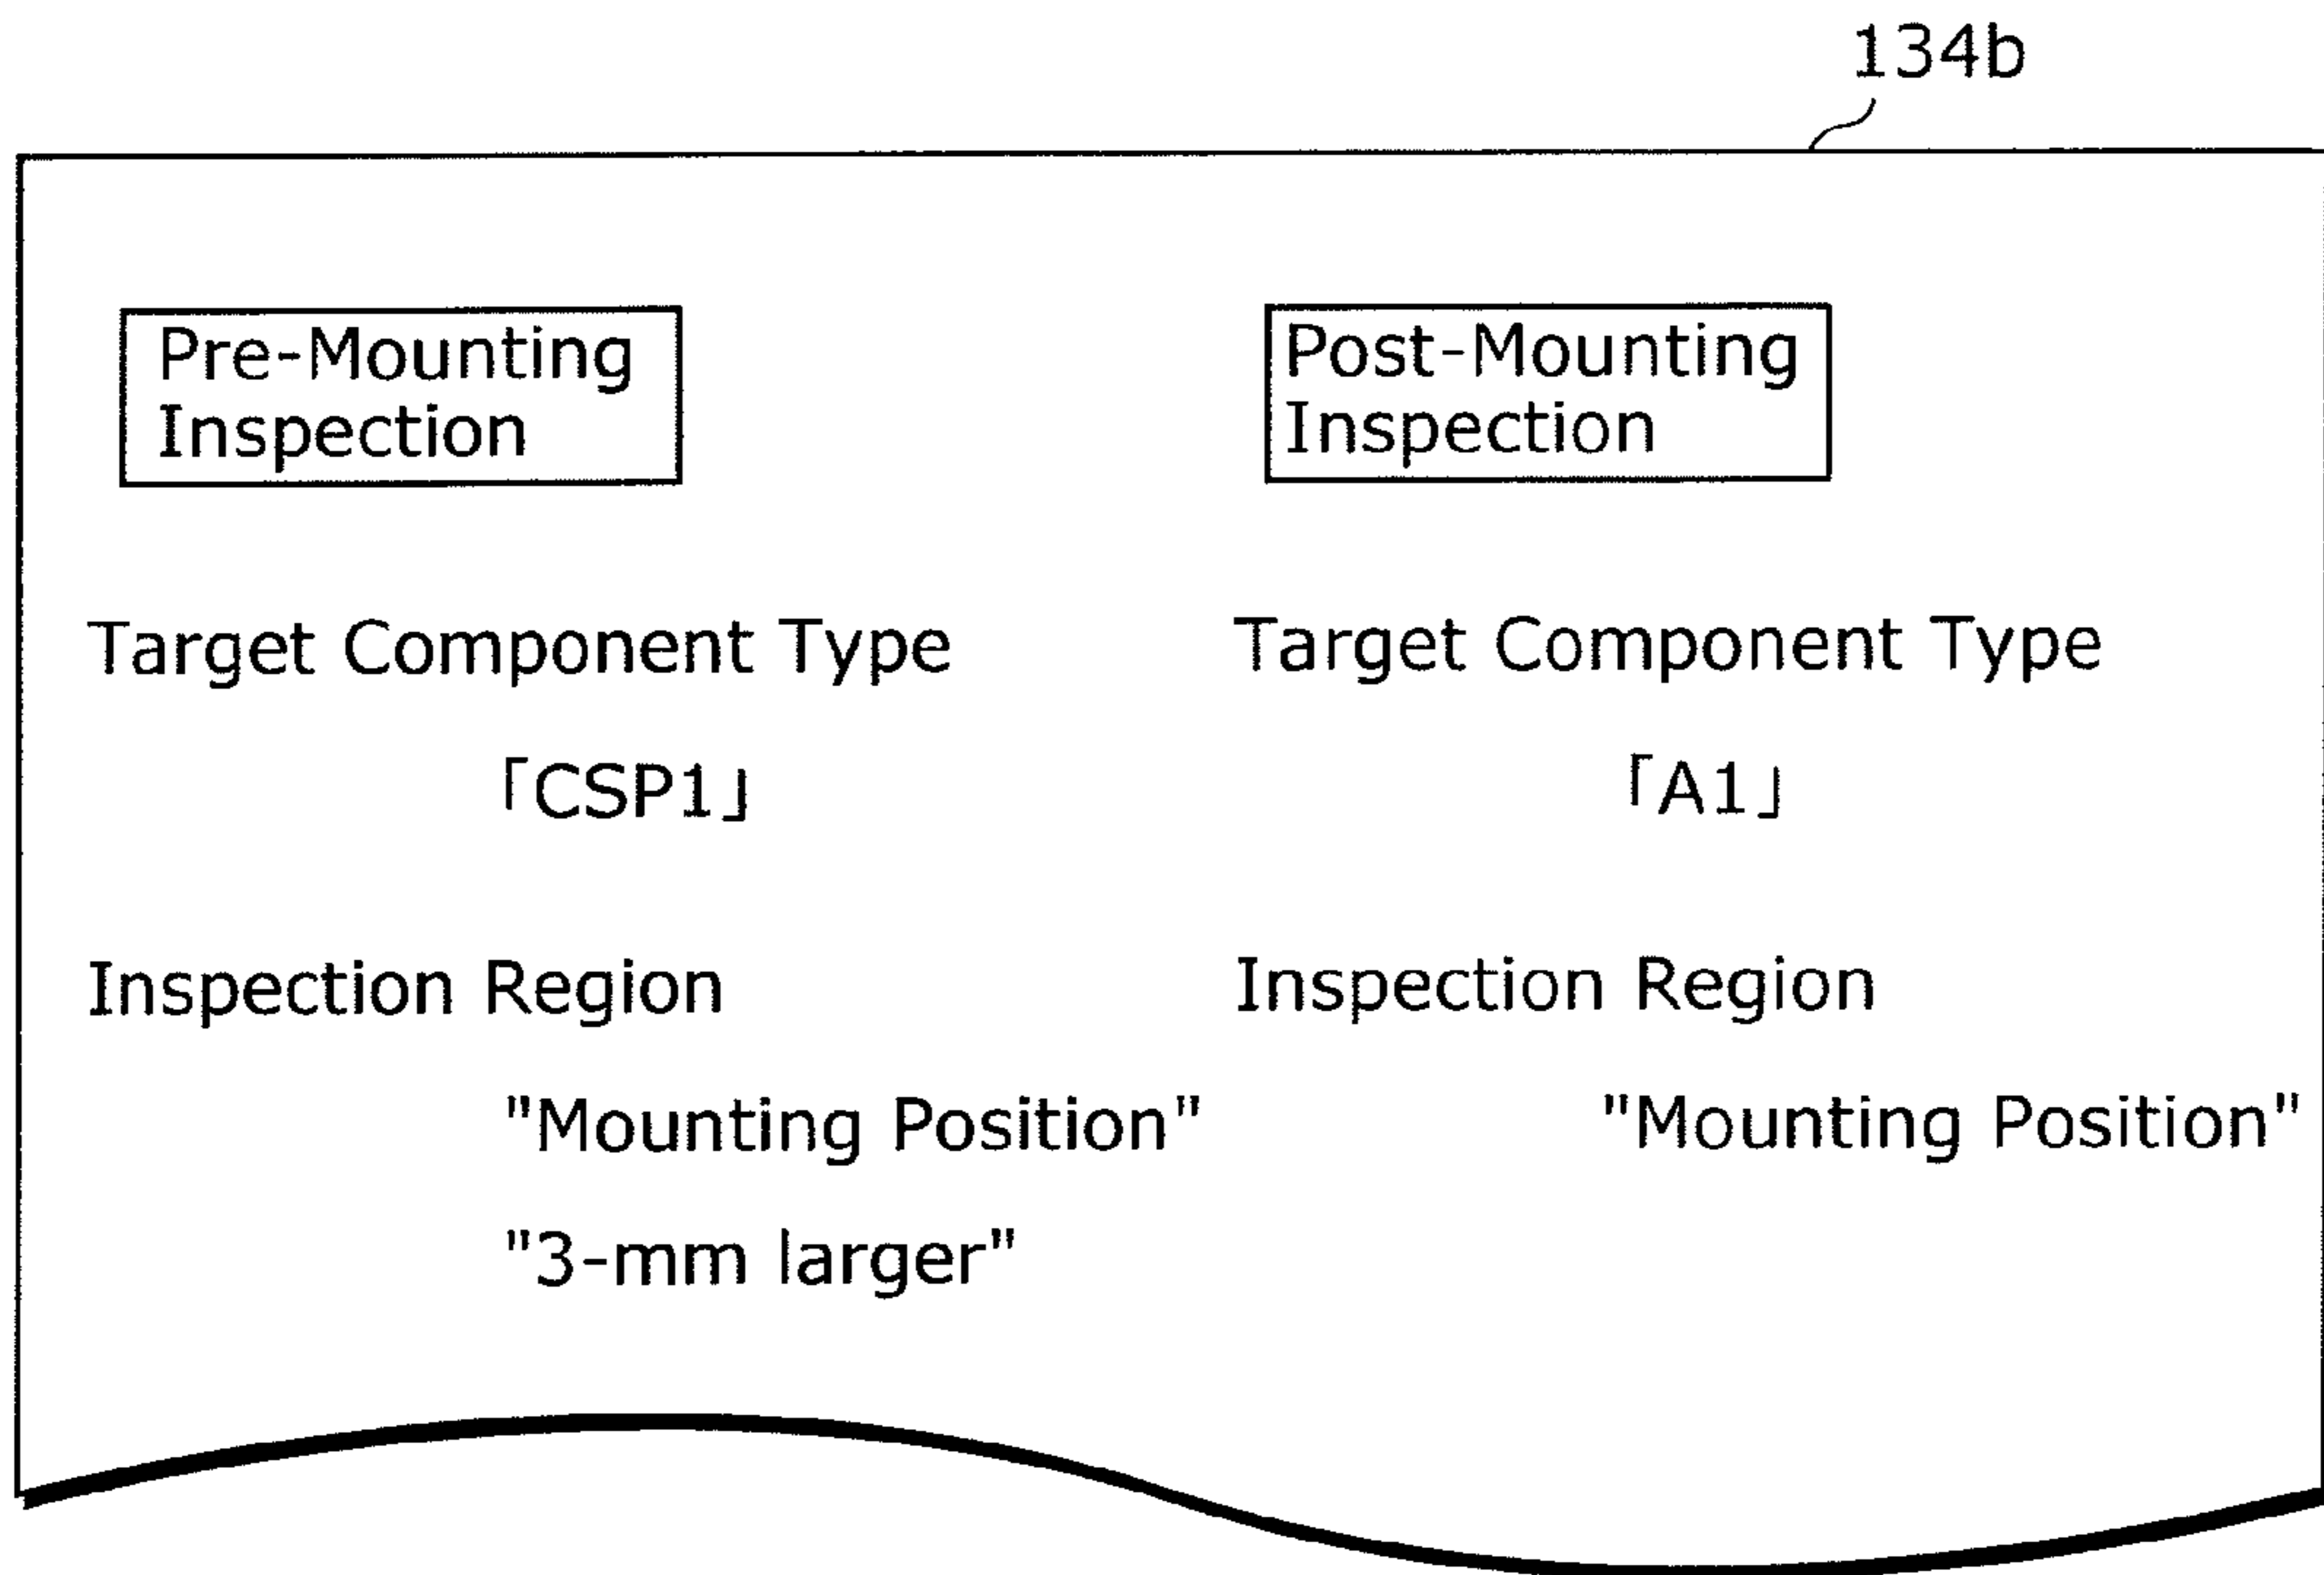 134b
Pre-Mounting
Inspection
Target Component Type
「CSP1」
Inspection Region
"Mounting Position"
"3-mm larger"
Post-Mounting
Inspection
Target Component Type
「A1」
Inspection Region
"Mounting Position"